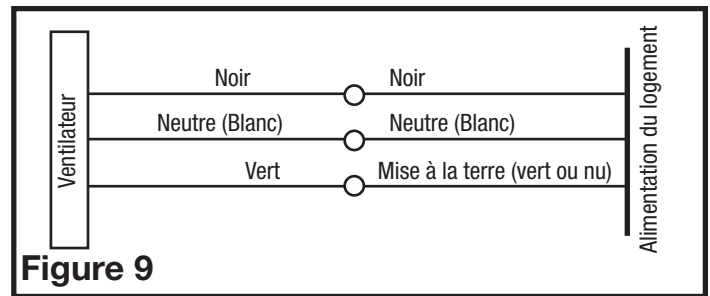 Ventilateur
Noir
Noir
Neutre (Blanc)
Neutre (Blanc)
Vert
Mise à la terre (vert ou nu)
Alimentation du logement
Figure 9